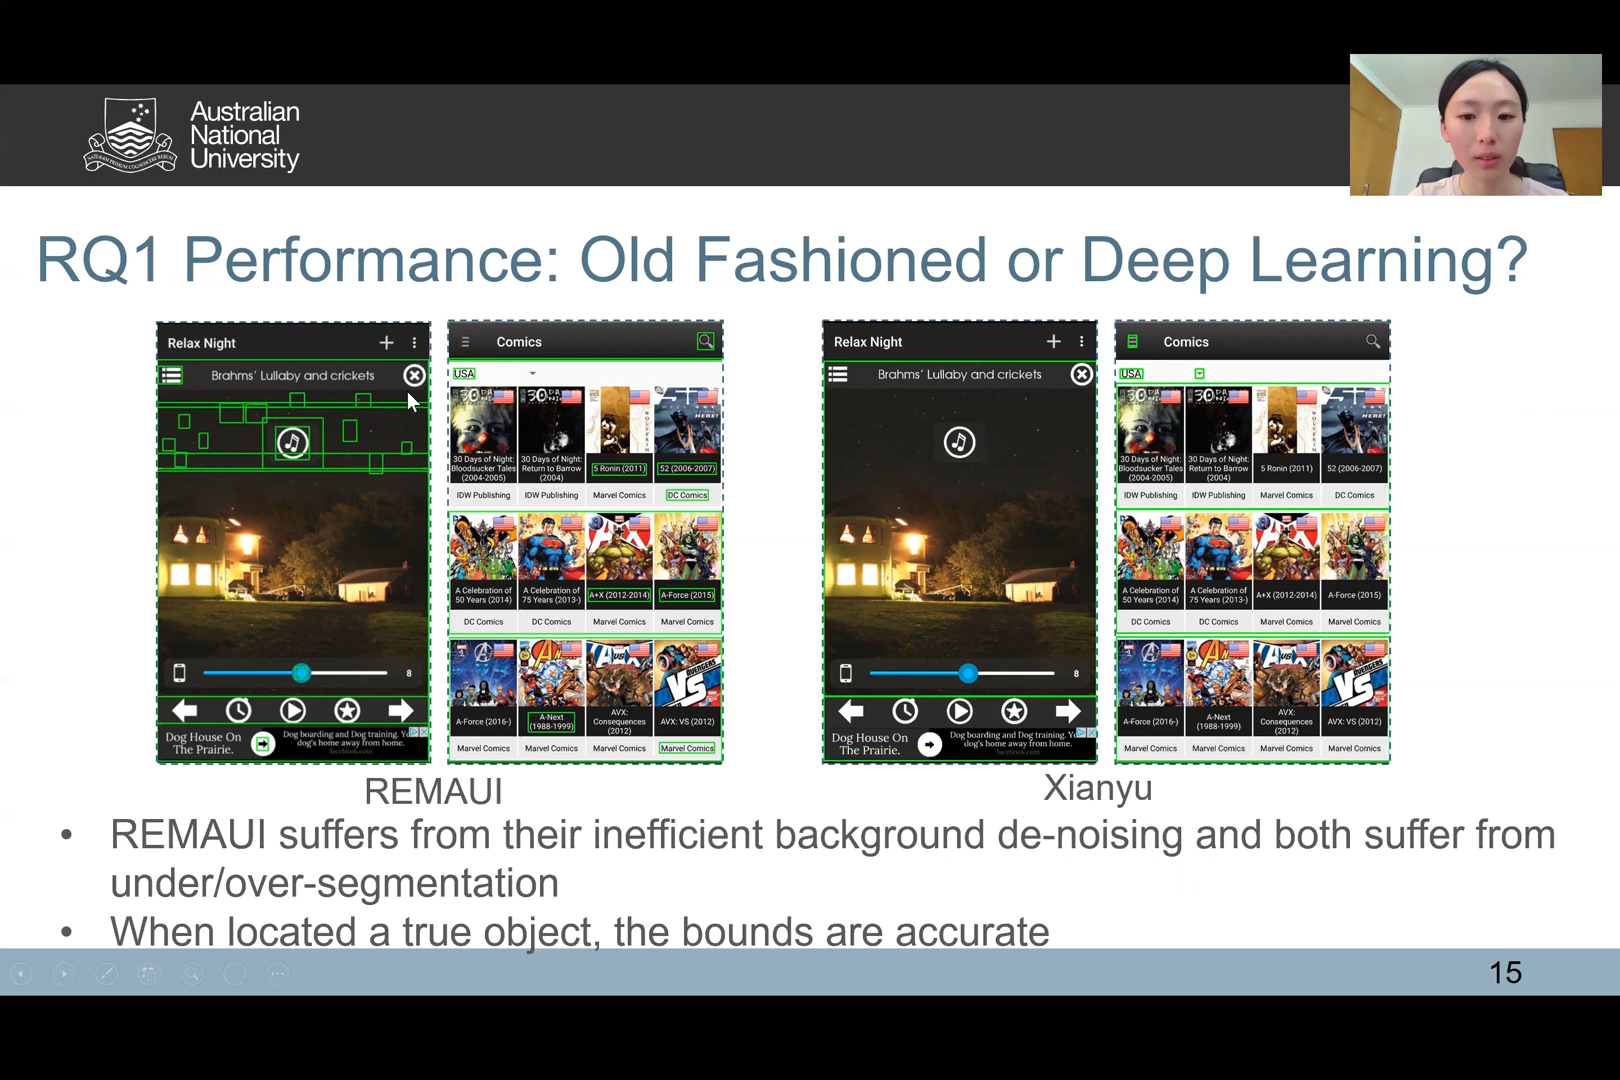 Australian
National
University
RQ1 Performance: Old Fashioned or Deep Learning?
Relax Night
Brahms' Lullaby and crickets
8
Dog House On
The Prairie.
Dog boarding and Dog training.
dog's home away from home.
facebook.com
Comics
USA
30 Days of Night: Bloodsucker Tales (2004-2005)
30 Days of Night: Return to Barrow (2004)
5 Ronin (2011)
52 (2006-2007)
IDW Publishing
IDW Publishing
Marvel Comics
DC Comics
A Celebration of 50 Years (2014)
A Celebration of 75 Years (2013-)
A+X (2012-2014)
A-Force (2015)
DC Comics
DC Comics
Marvel Comics
Marvel Comics
A-Force (2016-)
A-Next (1988-1999)
AVX: Consequences (2012)
AVX: VS (2012)
Marvel Comics
Marvel Comics
Marvel Comics
Marvel Comics
Relax Night
Brahms' Lullaby and crickets
8
Dog House On
The Prairie.
Dog boarding and Dog training.
dog's home away from home.
facebook.com
Comics
USA
30 Days of Night: Bloodsucker Tales (2004-2005)
30 Days of Night: Return to Barrow (2004)
5 Ronin (2011)
52 (2006-2007)
IDW Publishing
IDW Publishing
Marvel Comics
DC Comics
A Celebration of 50 Years (2014)
A Celebration of 75 Years (2013-)
A+X (2012-2014)
A-Force (2015)
DC Comics
DC Comics
Marvel Comics
Marvel Comics
A-Force (2016-)
A-Next (1988-1999)
AVX: Consequences (2012)
AVX: VS (2012)
Marvel Comics
Marvel Comics
Marvel Comics
Marvel Comics
REMAUI
Xianyu
• REMAUI suffers from their inefficient background de-noising and both suffer from
under/over-segmentation
• When located a true object, the bounds are accurate
15